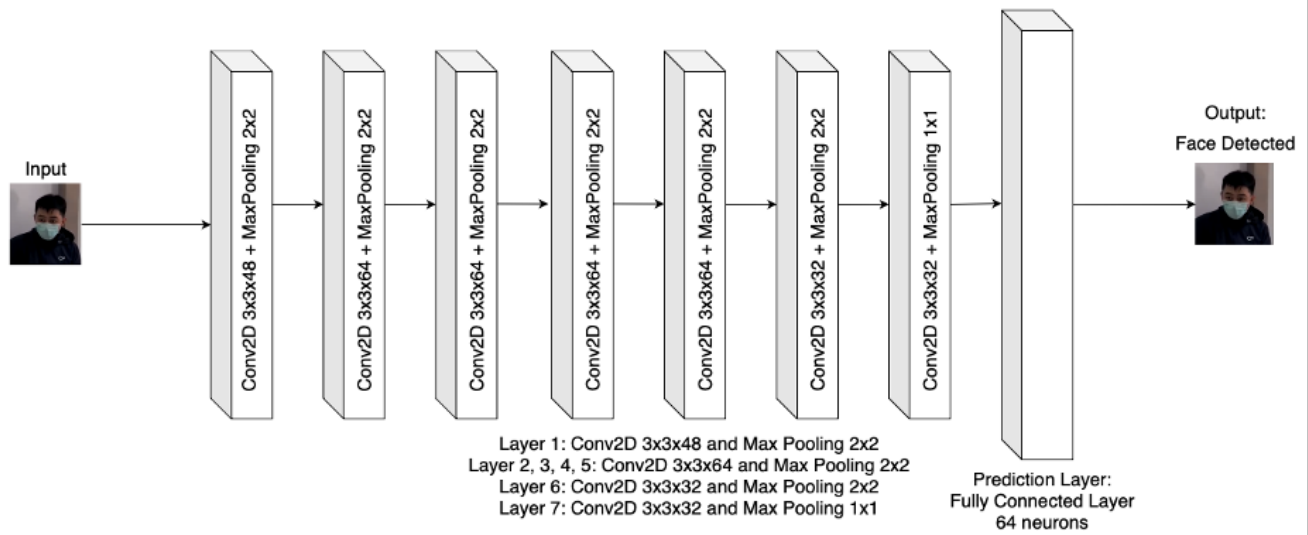 Input
Conv2D 3x3x48 + MaxPooling 2x2
Conv2D 3x3x64 + MaxPooling 2x2
Conv2D 3x3x64 + MaxPooling 2x2
Conv2D 3x3x64 + MaxPooling 2x2
Conv2D 3x3x64 + MaxPooling 2x2
Conv2D 3x3x32 + MaxPooling 2x2
Conv2D 3x3x32 + MaxPooling 1x1
Output:
Face Detected
Layer 1: Conv2D 3x3x48 and Max Pooling 2x2
Layer 2, 3, 4, 5: Conv2D 3x3x64 and Max Pooling 2x2
Layer 6: Conv2D 3x3x32 and Max Pooling 2x2
Layer 7: Conv2D 3x3x32 and Max Pooling 1x1
Prediction Layer:
Fully Connected Layer
64 neurons